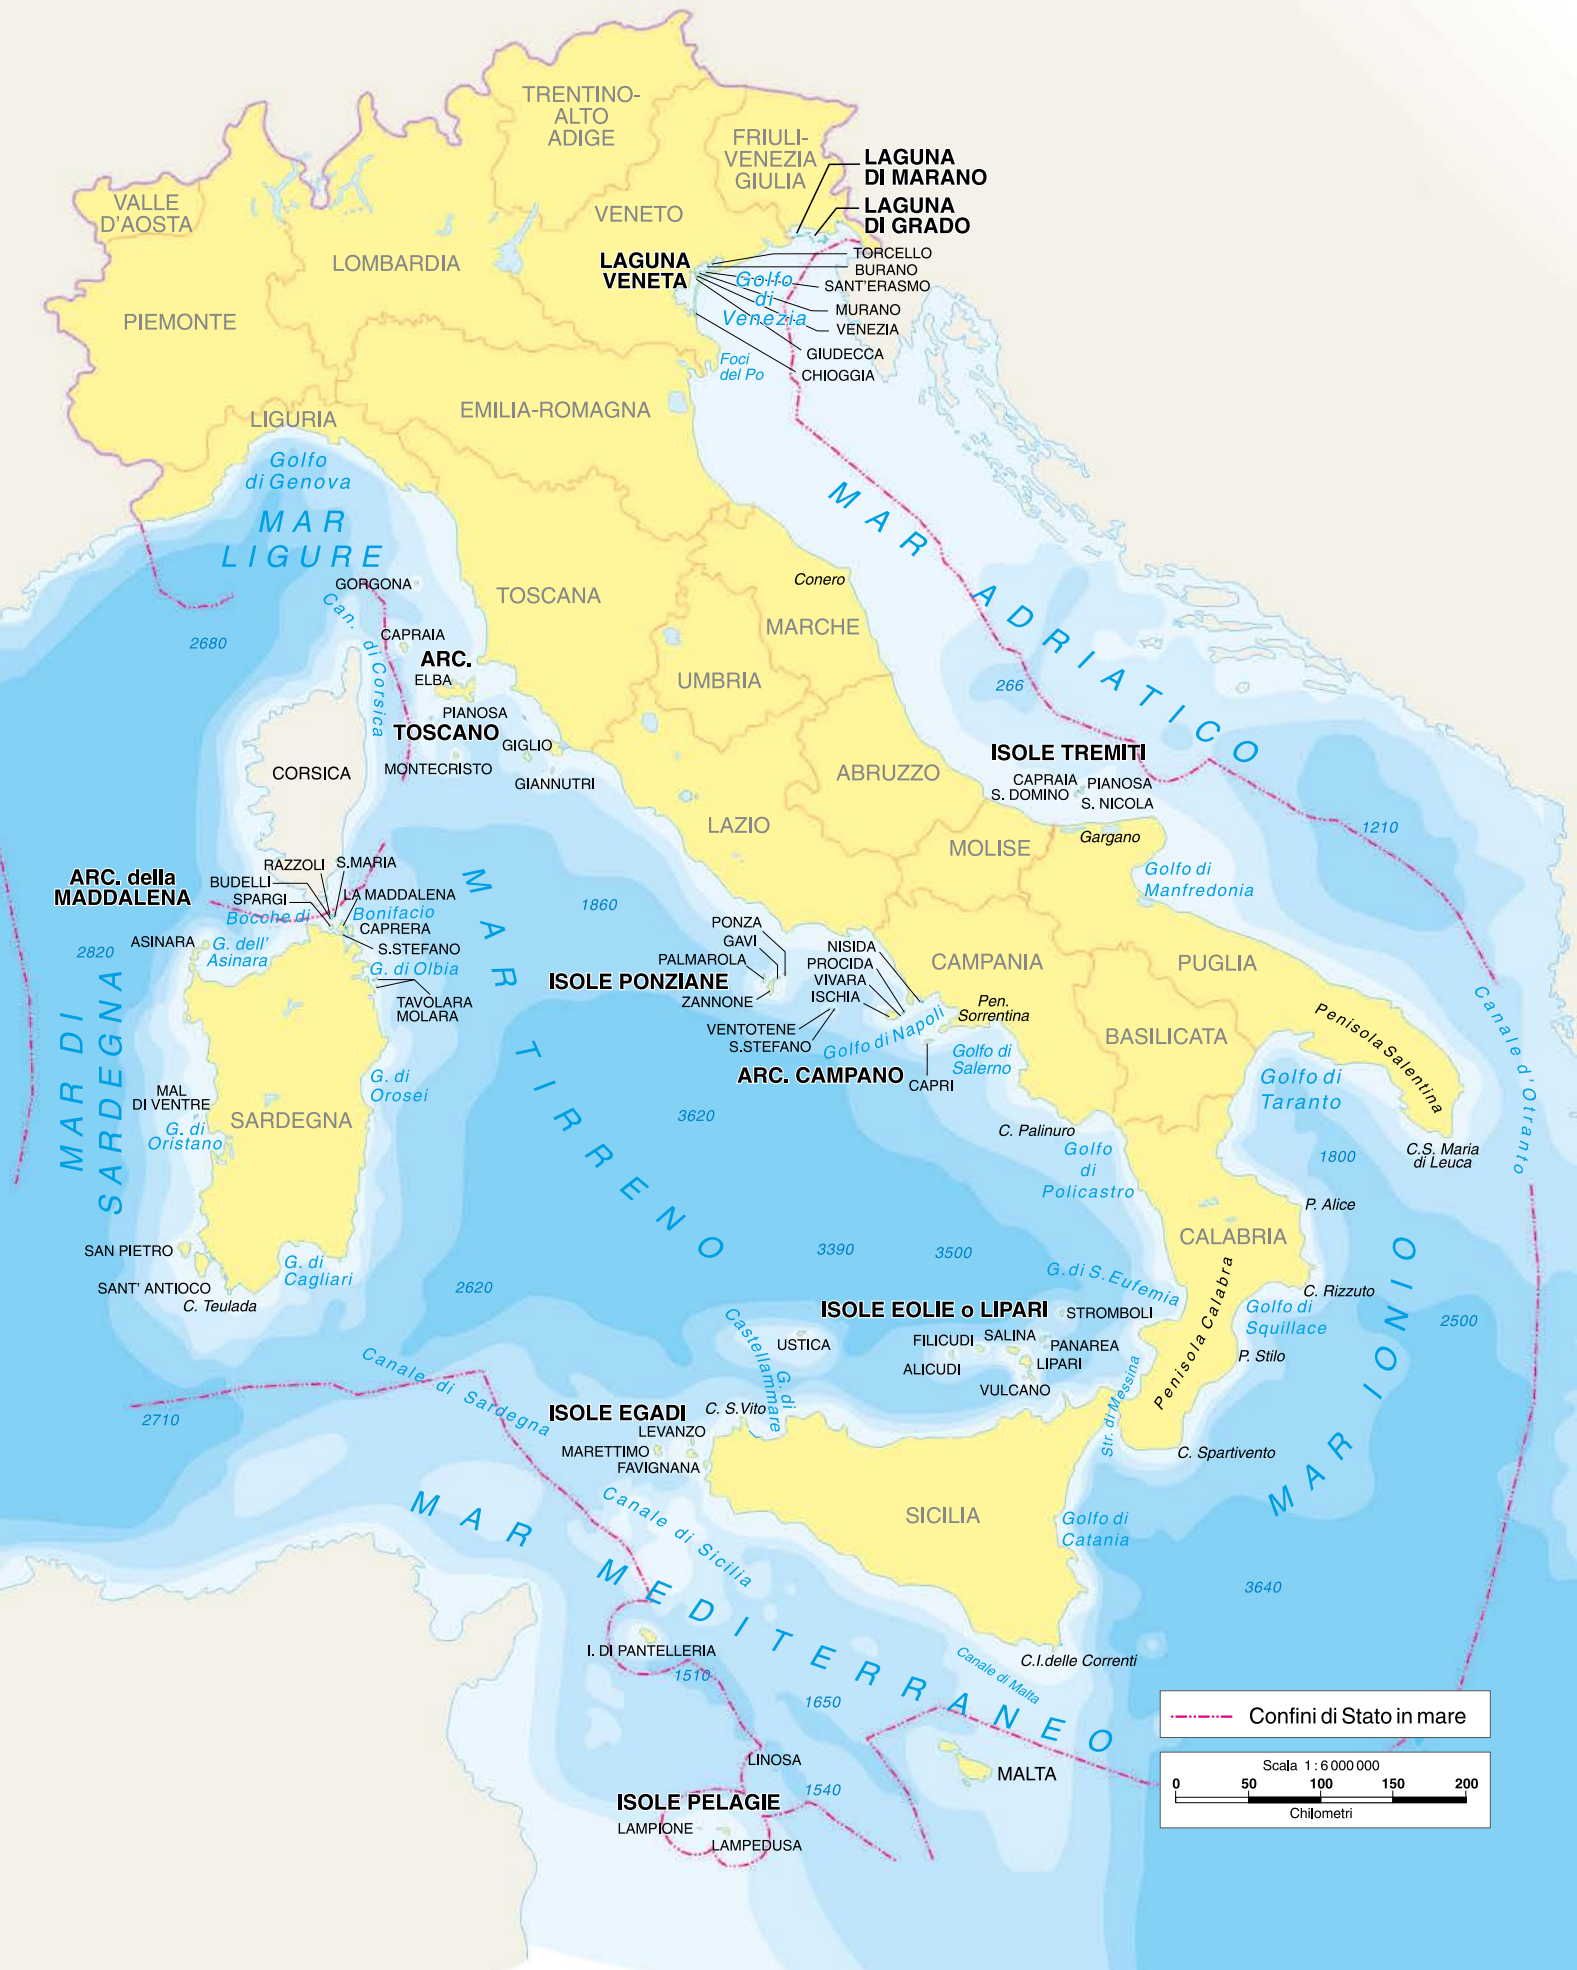 TRENTINO-
ALTO
ADIGE
FRIULI-
VENEZIA
GIULIA
LAGUNA
DI MARANO
VALLE
D'AOSTA
VENETO
LAGUNA
DI GRADO
LOMBARDIA
LAGUNA
VENETA
TORCELLO
BURANO
SANT'ERASMO
Golfo
di
Venezia
MURANO
VENEZIA
PIEMONTE
GIUDECCA
CHIOGGIA
Foci
del Po
LIGURIA
EMILIA-ROMAGNA
Golfo
di Genova
MAR
LIGURE
MAR ADRIATICO
GORGONA
Can. di Corsica
TOSCANA
Conero
MARCHE
2680
CAPRAIA
ARC.
ELBA
UMBRIA
266
PIANOSA
TOSCANO
GIGLIO
MONTECRISTO
GIANNUTRI
CORSICA
ABRUZZO
ISOLE TREMITI
CAPRAIA
PIANOSA
S. DOMINO
S. NICOLA
LAZIO
MOLISE
Gargano
1210
Golfo di
Manfredonia
ARC. della
MADDALENA
RAZZOLI
S.MARIA
BUDELLI
SPARGI
LA MADDALENA
Bocche di
Bonifacio
CAPRERA
S.STEFANO
ASINARA
G. dell'
Asinara
G. di Olbia
TAVOLARA
MOLARA
2820
MAR DI
SARDEGNA
MAR TIRRENO
1860
PONZA
GAVI
PALMAROLA
ISOLE PONZIANE
ZANNONE
VENTOTENE
S.STEFANO
NISIDA
PROCIDA
VIVARA
ISCHIA
CAMPANIA
PUGLIA
Pen.
Sorrentina
Golfo di Napoli
Golfo di
Salerno
ARC. CAMPANO
CAPRI
BASILICATA
Penisola Salentina
Canale d'Otranto
Golfo di
Taranto
G. di
Orosei
MAL
DI VENTRE
G. di
Oristano
SARDEGNA
3620
C. Palinuro
Golfo
di
Policastro
1800
C.S. Maria
di Leuca
P. Alice
CALABRIA
SAN PIETRO
SANT' ANTIOCO
C. Teulada
G. di
Cagliari
2620
3390
3500
G.di S.Eufemia
Penisola Calabra
C. Rizzuto
Golfo di
Squillace
MAR IONIO
2500
ISOLE EOLIE o LIPARI
STROMBOLI
FILICUDI
SALINA
PANAREA
ALICUDI
LIPARI
VULCANO
USTICA
G. di
Castellammare
P. Stilo
Str. di Messina
Canale di Sardegna
2710
ISOLE EGADI
C. S.Vito
LEVANZO
MARETTIMO
FAVIGNANA
C. Spartivento
SICILIA
Golfo di
Catania
Canale di Sicilia
MAR MEDITERRANEO
3640
I. DI PANTELLERIA
1510
C.I.delle Correnti
Canale di Malta
1650
LINOSA
MALTA
1540
ISOLE PELAGIE
LAMPIONE
LAMPEDUSA
Confini di Stato in mare
Scala 1:6 000 000
0 50 100 150 200
Chilometri